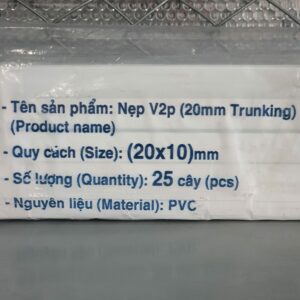 - Tên sản phẩm: Nẹp V2p (20mm Trunking)
(Product name)
- Quy cách (Size): (20x10)mm
- Số lượng (Quantity): 25 cây (pcs)
- Nguyên liệu (Material): PVC